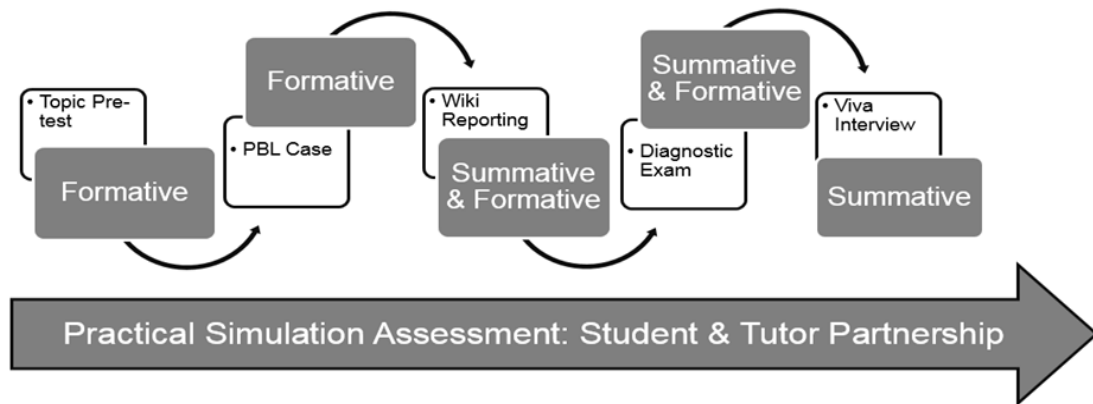 • Topic Pre-
test
Formative
Formative
• PBL Case
• Wiki
Reporting
Summative
& Formative
Summative
& Formative
• Diagnostic
Exam
• Viva
Interview
Summative
Practical Simulation Assessment: Student & Tutor Partnership